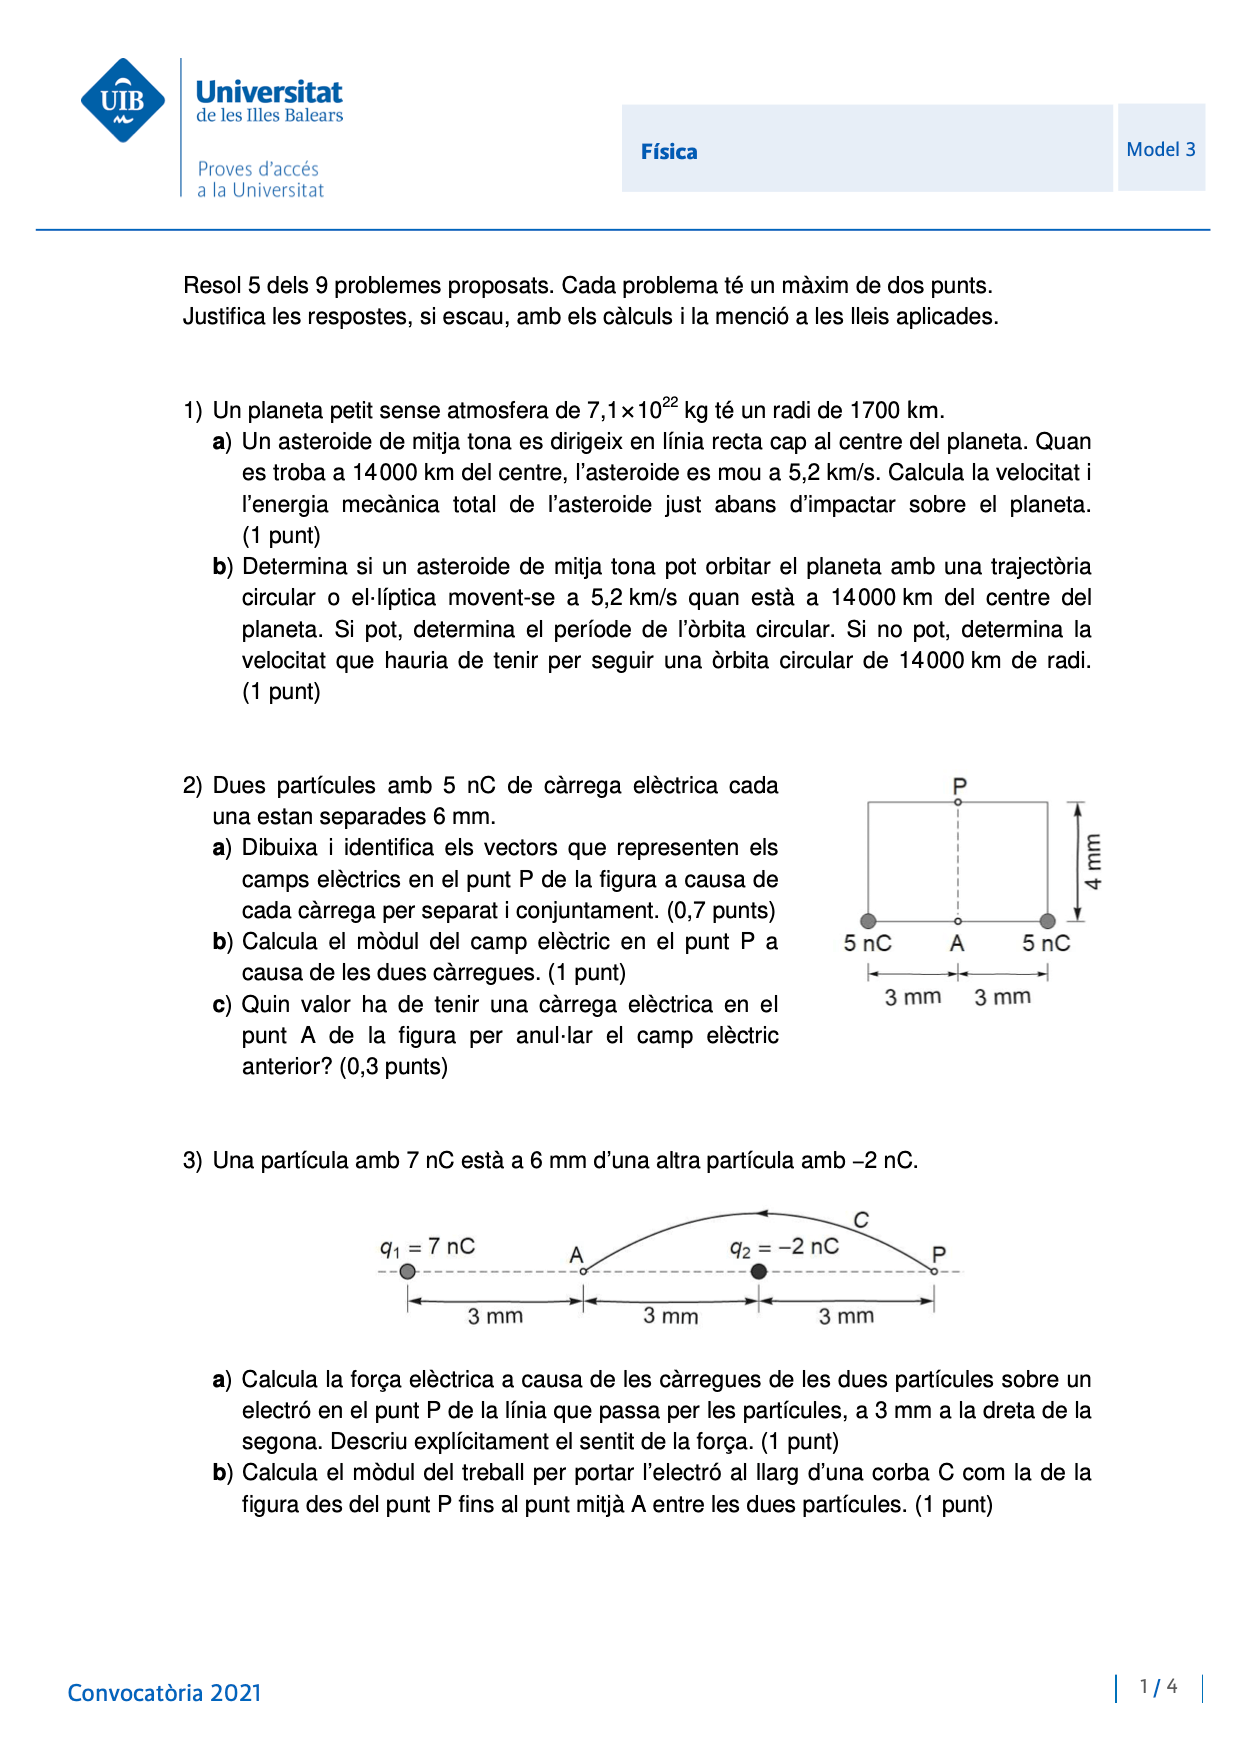 UIB
Universitat
de les Illes Balears
Proves d'accés
a la Universitat
Física
Model 3
Resol 5 dels 9 problemes proposats. Cada problema té un màxim de dos punts.
Justifica les respostes, si escau, amb els càlculs i la menció a les lleis aplicades.
1) Un planeta petit sense atmosfera de 7,1×10²² kg té un radi de 1700 km.
a) Un asteroide de mitja tona es dirigeix en línia recta cap al centre del planeta. Quan
es troba a 14000 km del centre, l'asteroide es mou a 5,2 km/s. Calcula la velocitat i
l'energia mecànica total de l'asteroide just abans d'impactar sobre el planeta.
(1 punt)
b) Determina si un asteroide de mitja tona pot orbitar el planeta amb una trajectòria
circular o el·líptica movent-se a 5,2 km/s quan està a 14000 km del centre del
planeta. Si pot, determina el període de l'òrbita circular. Si no pot, determina la
velocitat que hauria de tenir per seguir una òrbita circular de 14000 km de radi.
(1 punt)
2) Dues partícules amb 5 nC de càrrega elèctrica cada
una estan separades 6 mm.
a) Dibuixa i identifica els vectors que representen els
camps elèctrics en el punt P de la figura a causa de
cada càrrega per separat i conjuntament. (0,7 punts)
b) Calcula el mòdul del camp elèctric en el punt P a
causa de les dues càrregues. (1 punt)
c) Quin valor ha de tenir una càrrega elèctrica en el
punt A de la figura per anul·lar el camp elèctric
anterior? (0,3 punts)
P
4 mm
5 nC A 5 nC
3 mm 3 mm
3) Una partícula amb 7 nC està a 6 mm d'una altra partícula amb −2 nC.
C
q₁ = 7 nC A q₂ = −2 nC P
3 mm 3 mm 3 mm
a) Calcula la força elèctrica a causa de les càrregues de les dues partícules sobre un
electró en el punt P de la línia que passa per les partícules, a 3 mm a la dreta de la
segona. Descriu explícitament el sentit de la força. (1 punt)
b) Calcula el mòdul del treball per portar l'electró al llarg d'una corba C com la de la
figura des del punt P fins al punt mitjà A entre les dues partícules. (1 punt)
Convocatòria 2021
1 / 4